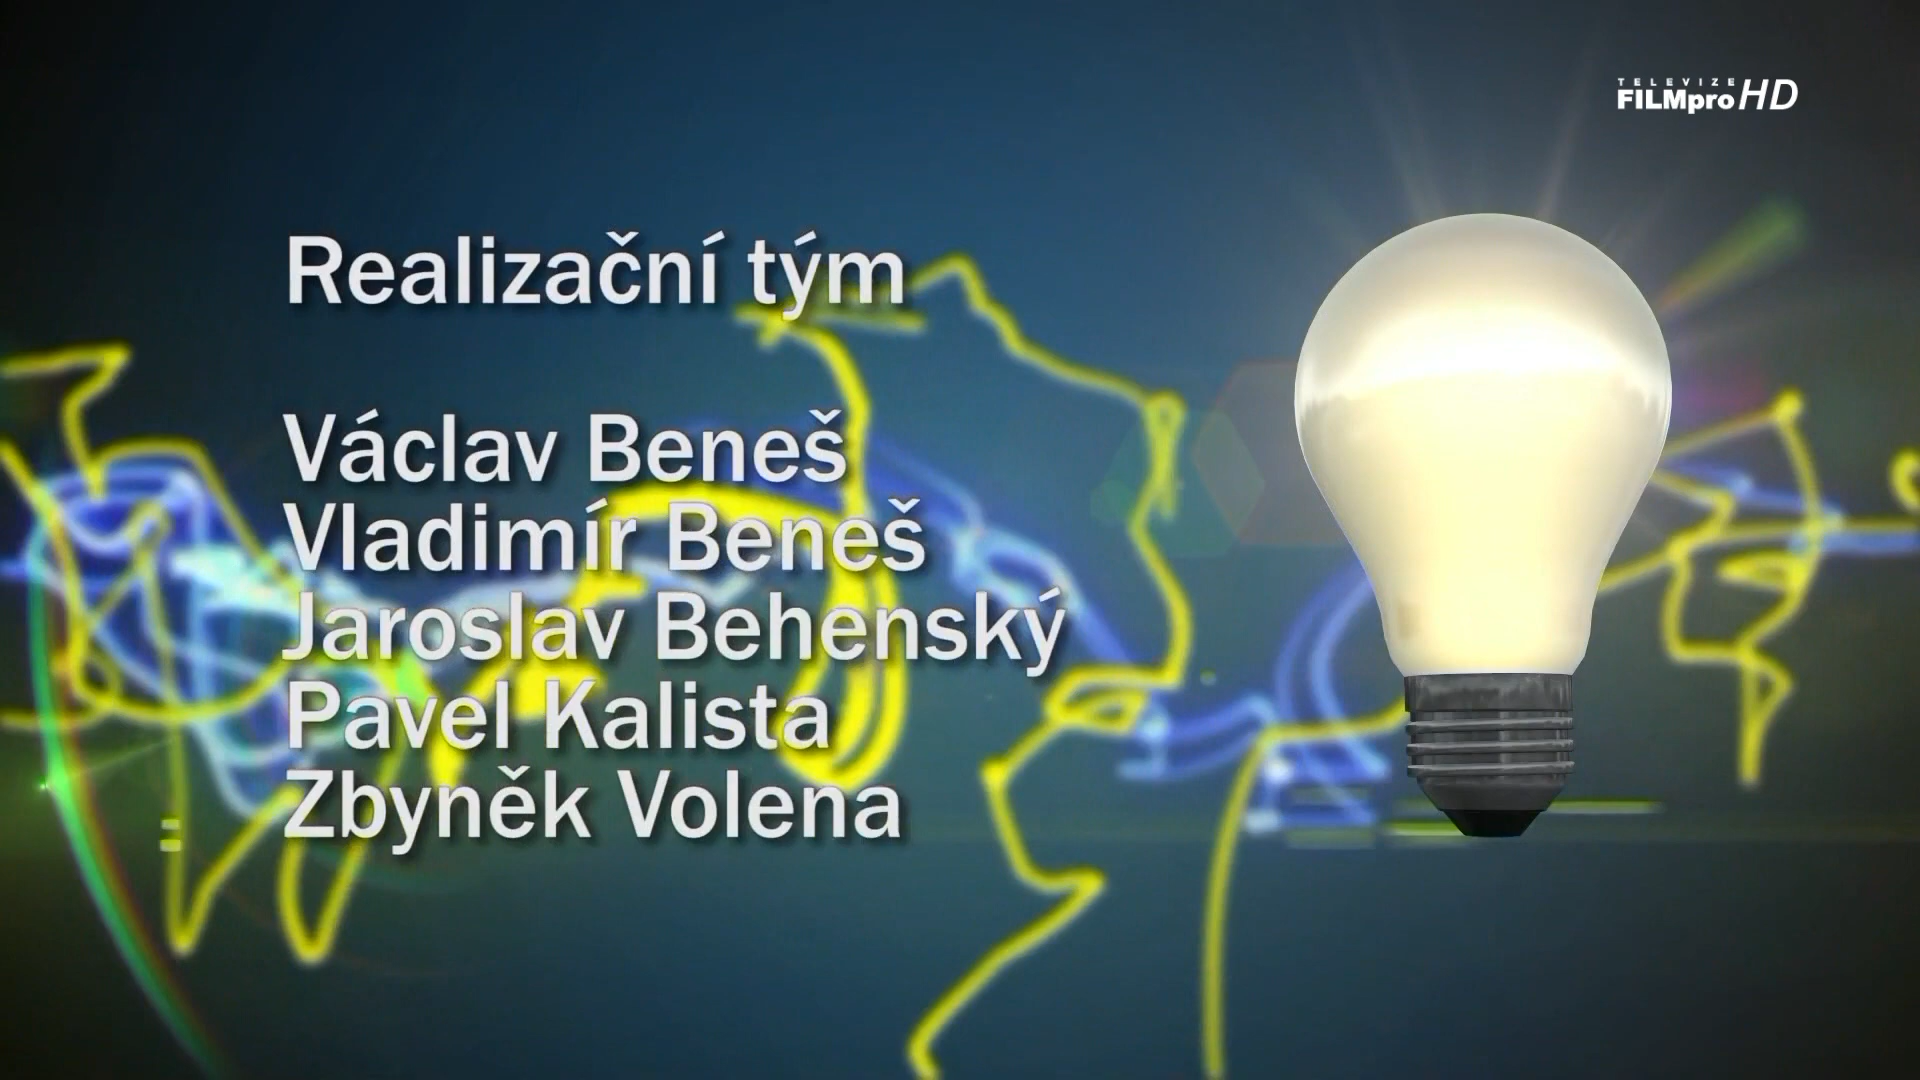 TELEVIZE
FILMpro HD
Realizační tým
Václav Beneš
Vladimír Beneš
Jaroslav Behenský
Pavel Kalista
Zbyněk Volena